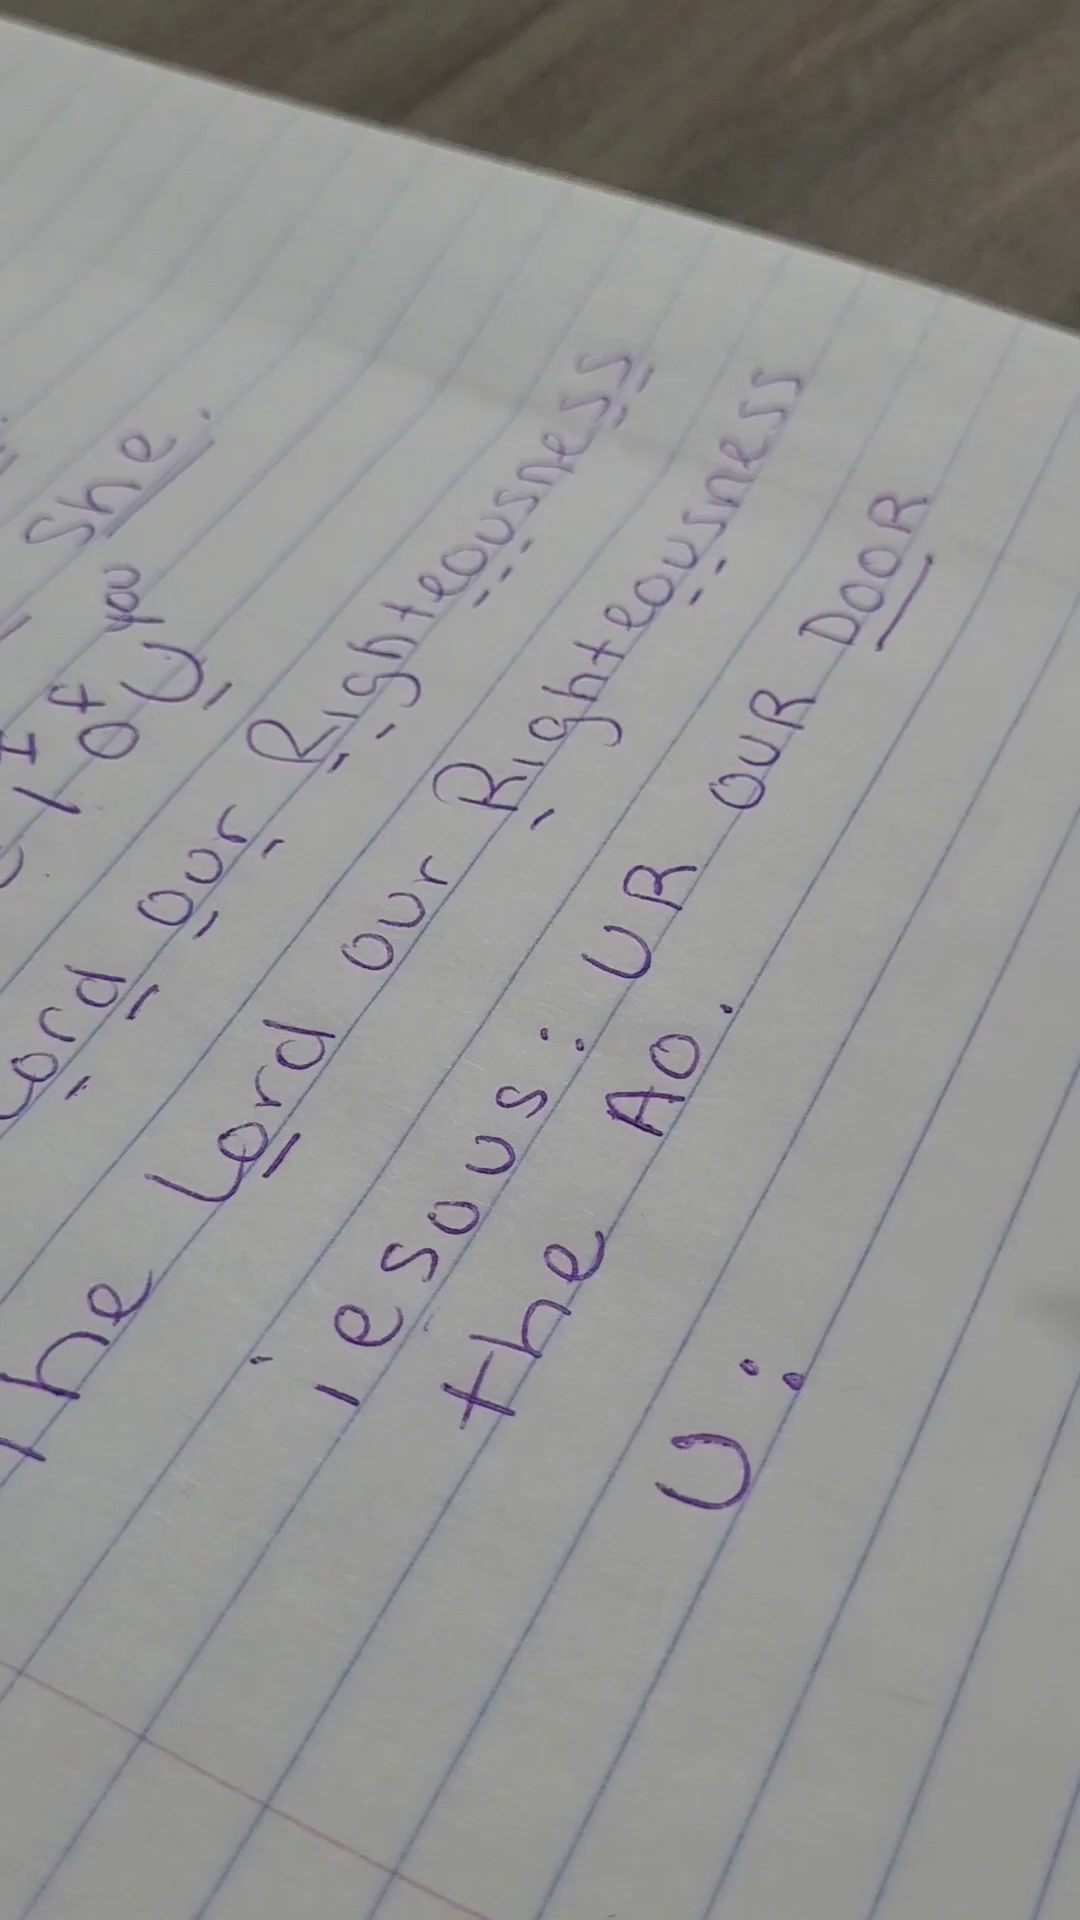 She.
I of U you
Lord our Righteousness
The Lord our Righteousness
iesous: UR OUR DOOR
the AO.
U: